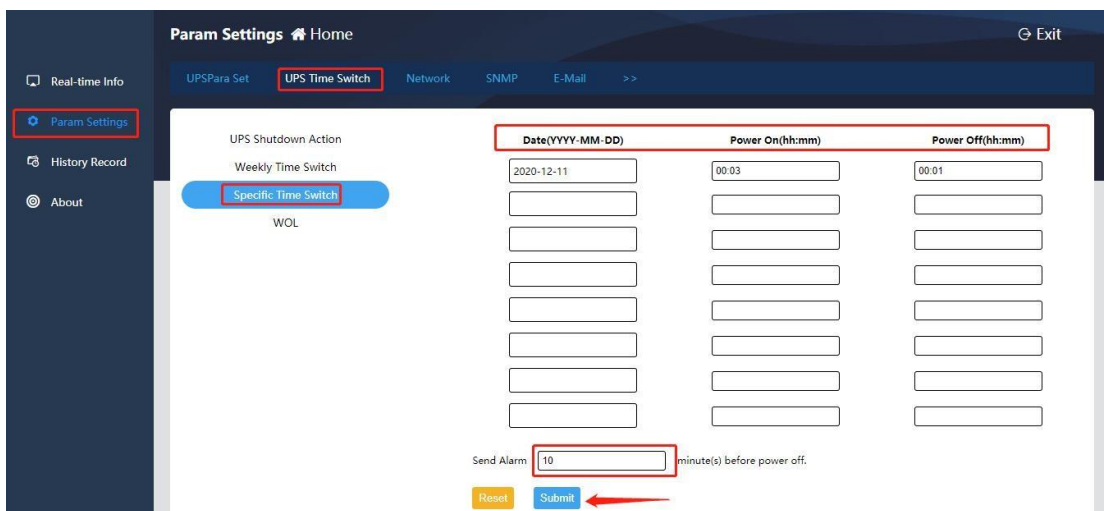 Param Settings Home
Exit
Real-time Info
Param Settings
History Record
About
UPSPara Set UPS Time Switch Network SNMP E-Mail >>
UPS Shutdown Action
Weekly Time Switch
Specific Time Switch
WOL
Date(YYYY-MM-DD) Power On(hh:mm) Power Off(hh:mm)
2020-12-11 00:03 00:01
Send Alarm 10 minute(s) before power off.
Reset Submit